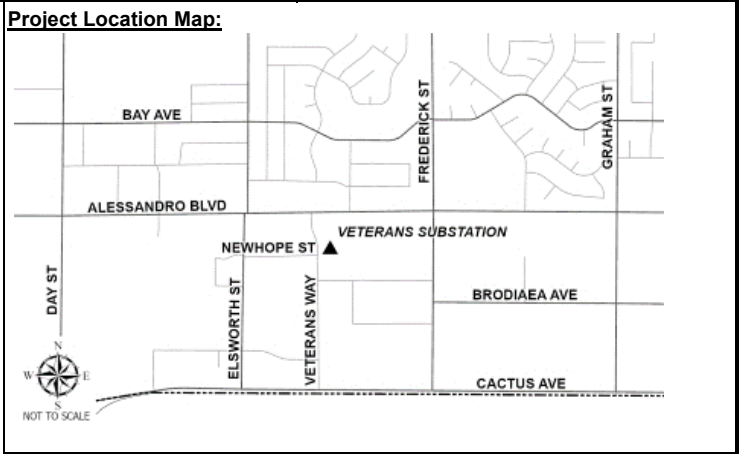 Project Location Map:
BAY AVE
FREDERICK ST
GRAHAM ST
ALESSANDRO BLVD
VETERANS SUBSTATION
NEWHOPE ST
DAY ST
ELSWORTH ST
VETERANS WAY
BRODIAEA AVE
CACTUS AVE
N
W E
S
NOT TO SCALE